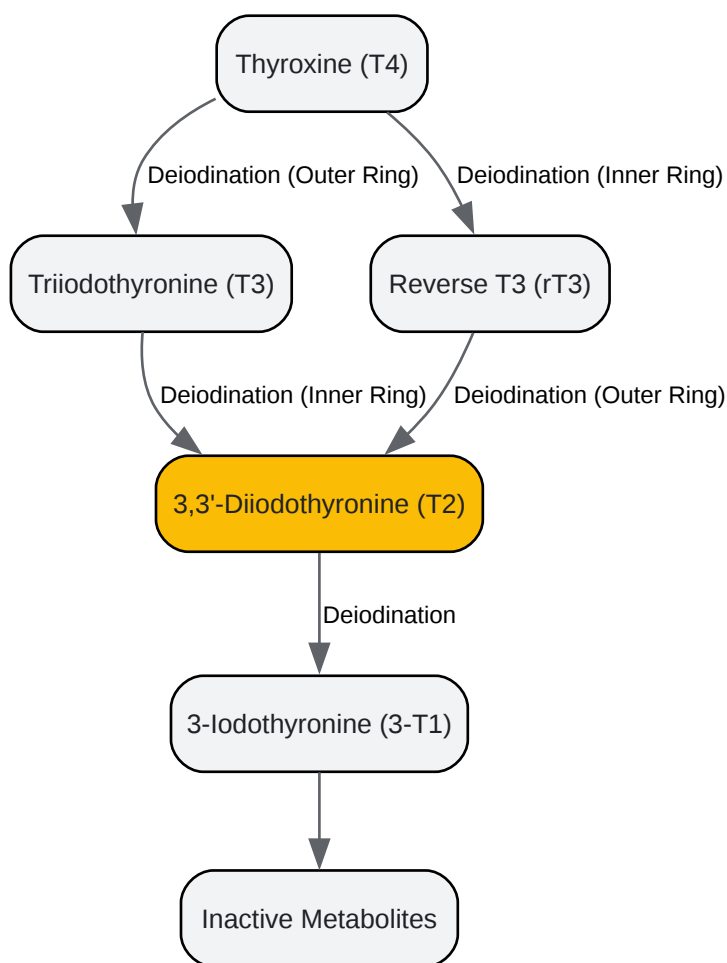 Thyroxine (T4)
Deiodination (Outer Ring)
Deiodination (Inner Ring)
Triiodothyronine (T3)
Reverse T3 (rT3)
Deiodination (Inner Ring)
Deiodination (Outer Ring)
3,3'-Diiodothyronine (T2)
Deiodination
3-Iodothyronine (3-T1)
Inactive Metabolites